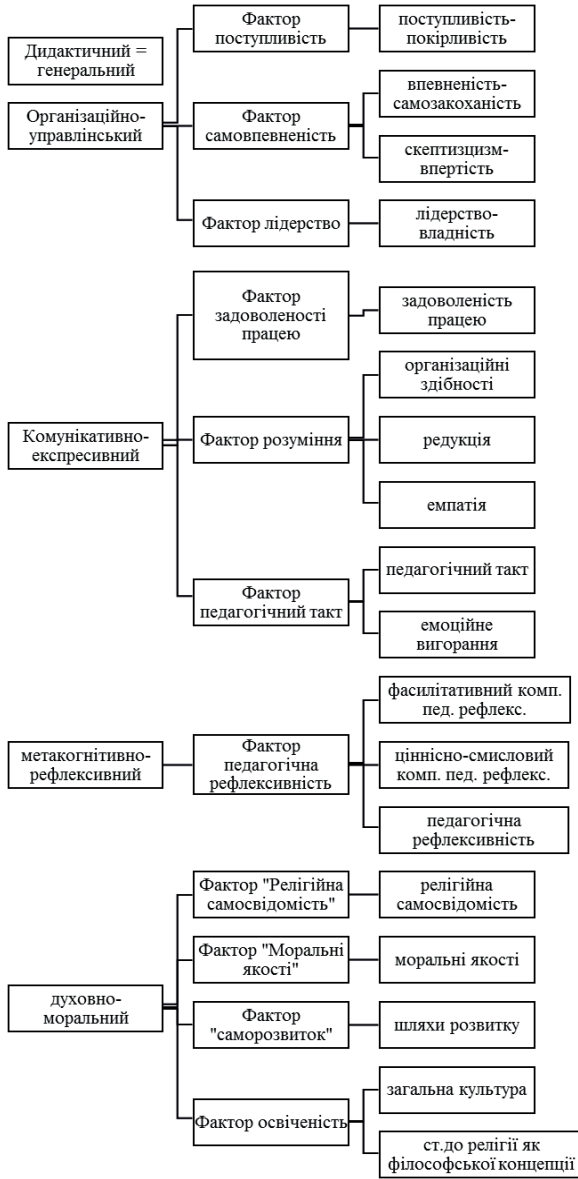 Дидактичний =
генеральний
Організаційно-
управлінський
Фактор
поступливість
поступливість-
покірливість
Фактор
самовпевненість
впевненість-
самозакоханість
скептизцизм-
впертість
Фактор лідерство
лідерство-
владність
Комунікативно-
експресивний
Фактор
задоволеності
працею
задоволеність
працею
Фактор розуміння
організаційні
здібності
редукція
емпатія
Фактор
педагогічний такт
педагогічний такт
емоційне
вигорання
метакогнітивно-
рефлексивний
Фактор
педагогічна
рефлексивність
фасилітативний комп.
пед. рефлекс.
ціннісно-смисловий
комп. пед. рефлекс.
педагогічна
рефлексивність
духовно-
моральний
Фактор "Релігійна
самосвідомість"
релігійна
самосвідомість
Фактор "Моральні
якості"
моральні якості
Фактор
"саморозвиток"
шляхи розвитку
Фактор освіченість
загальна культура
ст.до релігії як
філософської концепції